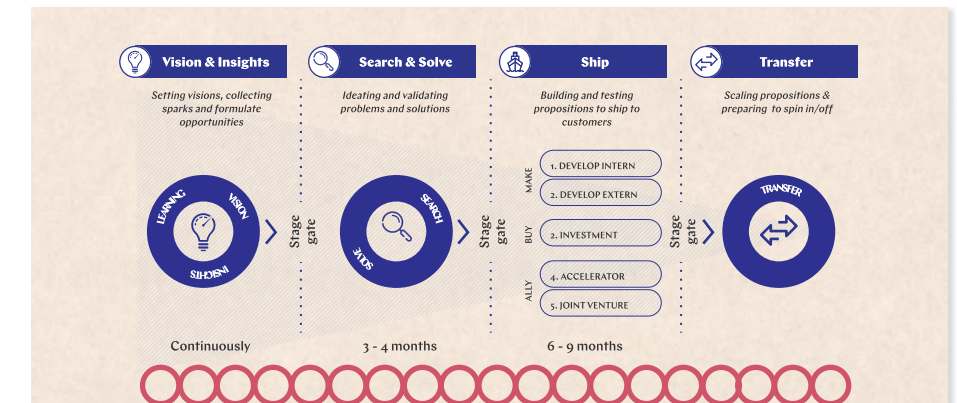 Vision & Insights
Search & Solve
Ship
Transfer
Setting visions, collecting
sparks and formulate
opportunities
Ideating and validating
problems and solutions
Building and testing
propositions to ship to
customers
Scaling propositions &
preparing to spin in/off
LEARNING
VISION
INSIGHTS
Stage
gate
SEARCH
SOLVE
Stage
gate
MAKE
1. DEVELOP INTERN
2. DEVELOP EXTERN
BUY
2. INVESTMENT
ALLY
4. ACCELERATOR
5. JOINT VENTURE
Stage
gate
TRANSFER
Continuously
3 - 4 months
6 - 9 months